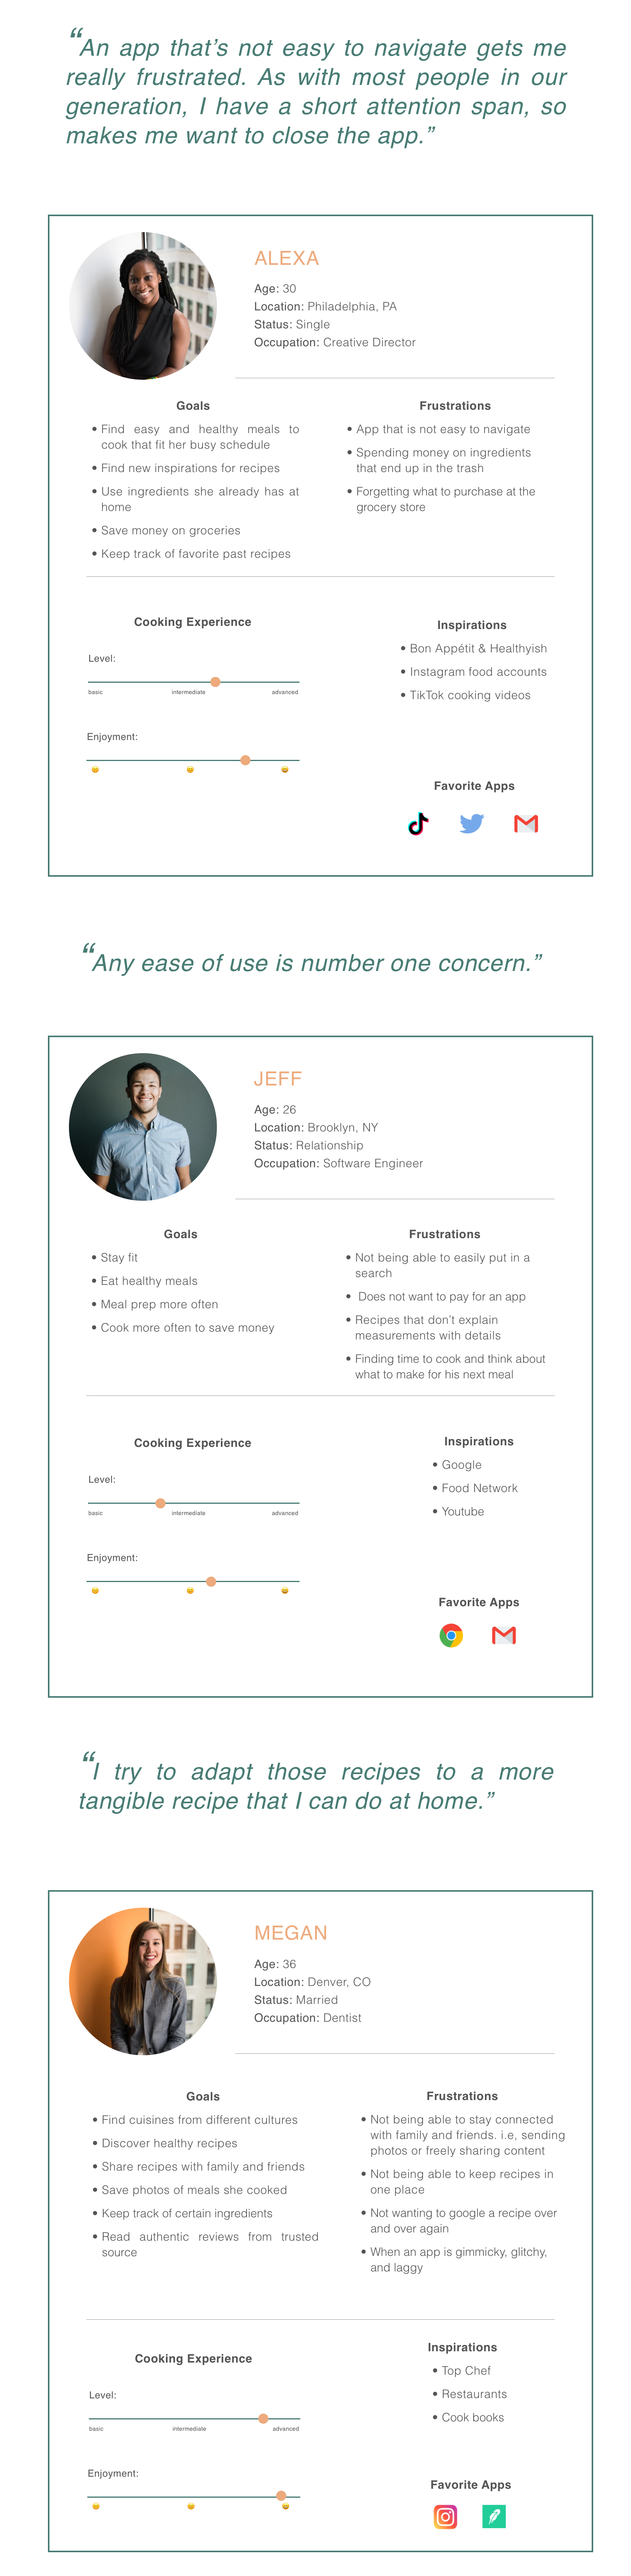 “An app that’s not easy to navigate gets me
really frustrated. As with most people in our
generation, I have a short attention span, so
makes me want to close the app.”
ALEXA
Age: 30
Location: Philadelphia, PA
Status: Single
Occupation: Creative Director
Goals
• Find easy and healthy meals to
cook that fit her busy schedule
• Find new inspirations for recipes
• Use ingredients she already has at
home
• Save money on groceries
• Keep track of favorite past recipes
Frustrations
• App that is not easy to navigate
• Spending money on ingredients
that end up in the trash
• Forgetting what to purchase at the
grocery store
Cooking Experience
Level:
basic intermediate advanced
Enjoyment:
Inspirations
• Bon Appétit & Healthyish
• Instagram food accounts
• TikTok cooking videos
Favorite Apps
“Any ease of use is number one concern.”
JEFF
Age: 26
Location: Brooklyn, NY
Status: Relationship
Occupation: Software Engineer
Goals
• Stay fit
• Eat healthy meals
• Meal prep more often
• Cook more often to save money
Frustrations
• Not being able to easily put in a
search
• Does not want to pay for an app
• Recipes that don’t explain
measurements with details
• Finding time to cook and think about
what to make for his next meal
Cooking Experience
Level:
basic intermediate advanced
Enjoyment:
Inspirations
• Google
• Food Network
• Youtube
Favorite Apps
“I try to adapt those recipes to a more
tangible recipe that I can do at home.”
MEGAN
Age: 36
Location: Denver, CO
Status: Married
Occupation: Dentist
Goals
• Find cuisines from different cultures
• Discover healthy recipes
• Share recipes with family and friends
• Save photos of meals she cooked
• Keep track of certain ingredients
• Read authentic reviews from trusted
source
Frustrations
• Not being able to stay connected
with family and friends. i.e, sending
photos or freely sharing content
• Not being able to keep recipes in
one place
• Not wanting to google a recipe over
and over again
• When an app is gimmicky, glitchy,
and laggy
Cooking Experience
Level:
basic intermediate advanced
Enjoyment:
Inspirations
• Top Chef
• Restaurants
• Cook books
Favorite Apps